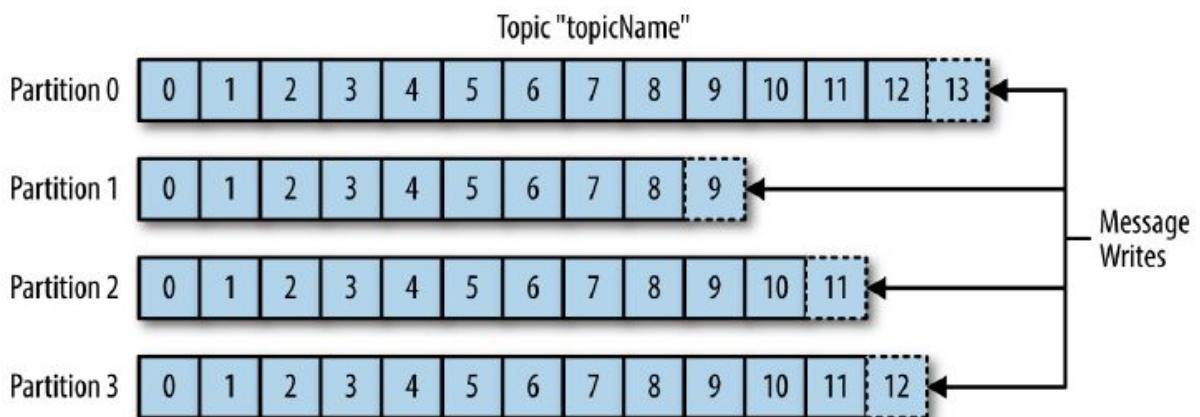 Topic "topicName"
Partition 0 0 1 2 3 4 5 6 7 8 9 10 11 12 13
Partition 1 0 1 2 3 4 5 6 7 8 9
Message
Writes
Partition 2 0 1 2 3 4 5 6 7 8 9 10 11
Partition 3 0 1 2 3 4 5 6 7 8 9 10 11 12